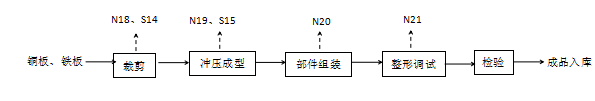 N18、S14
N19、S15
N20
N21
铜板、铁板
裁剪
冲压成型
部件组装
整形调试
检验
成品入库